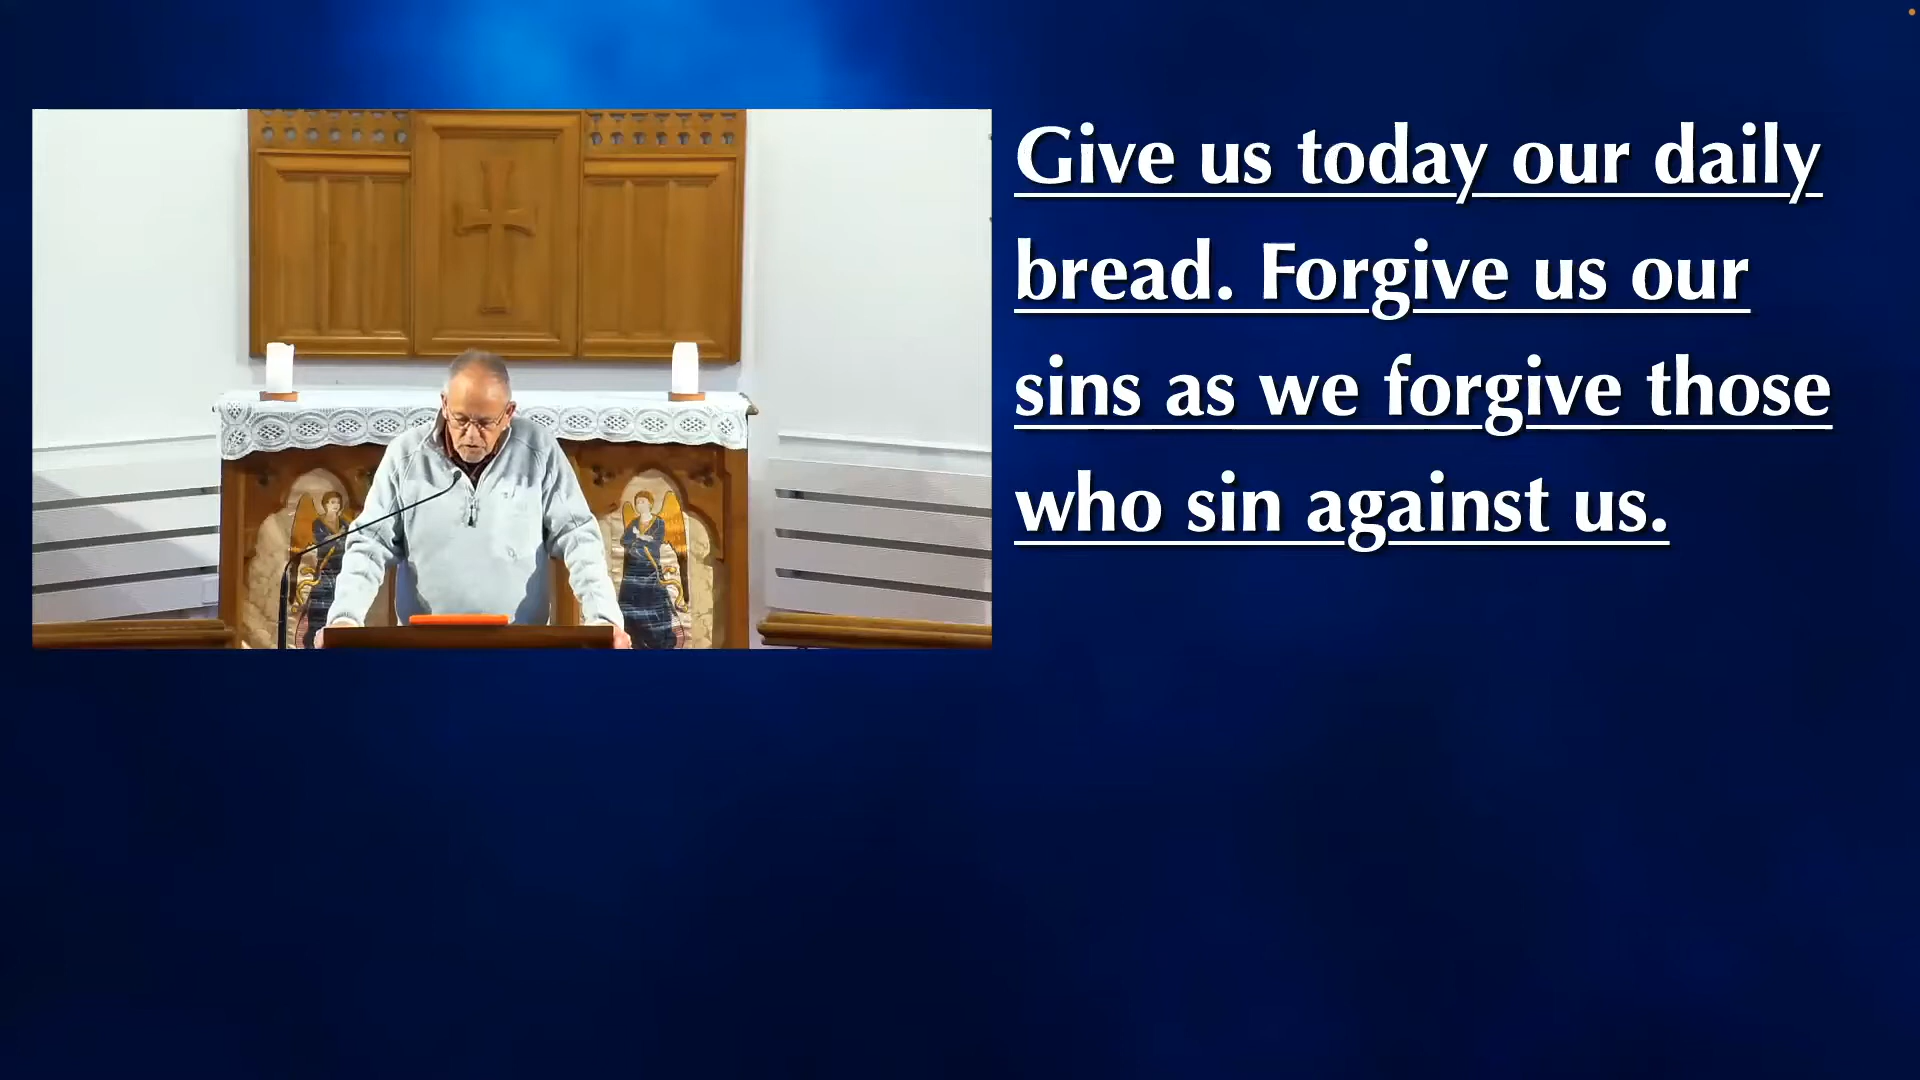 Give us today our daily
bread. Forgive us our
sins as we forgive those
who sin against us.